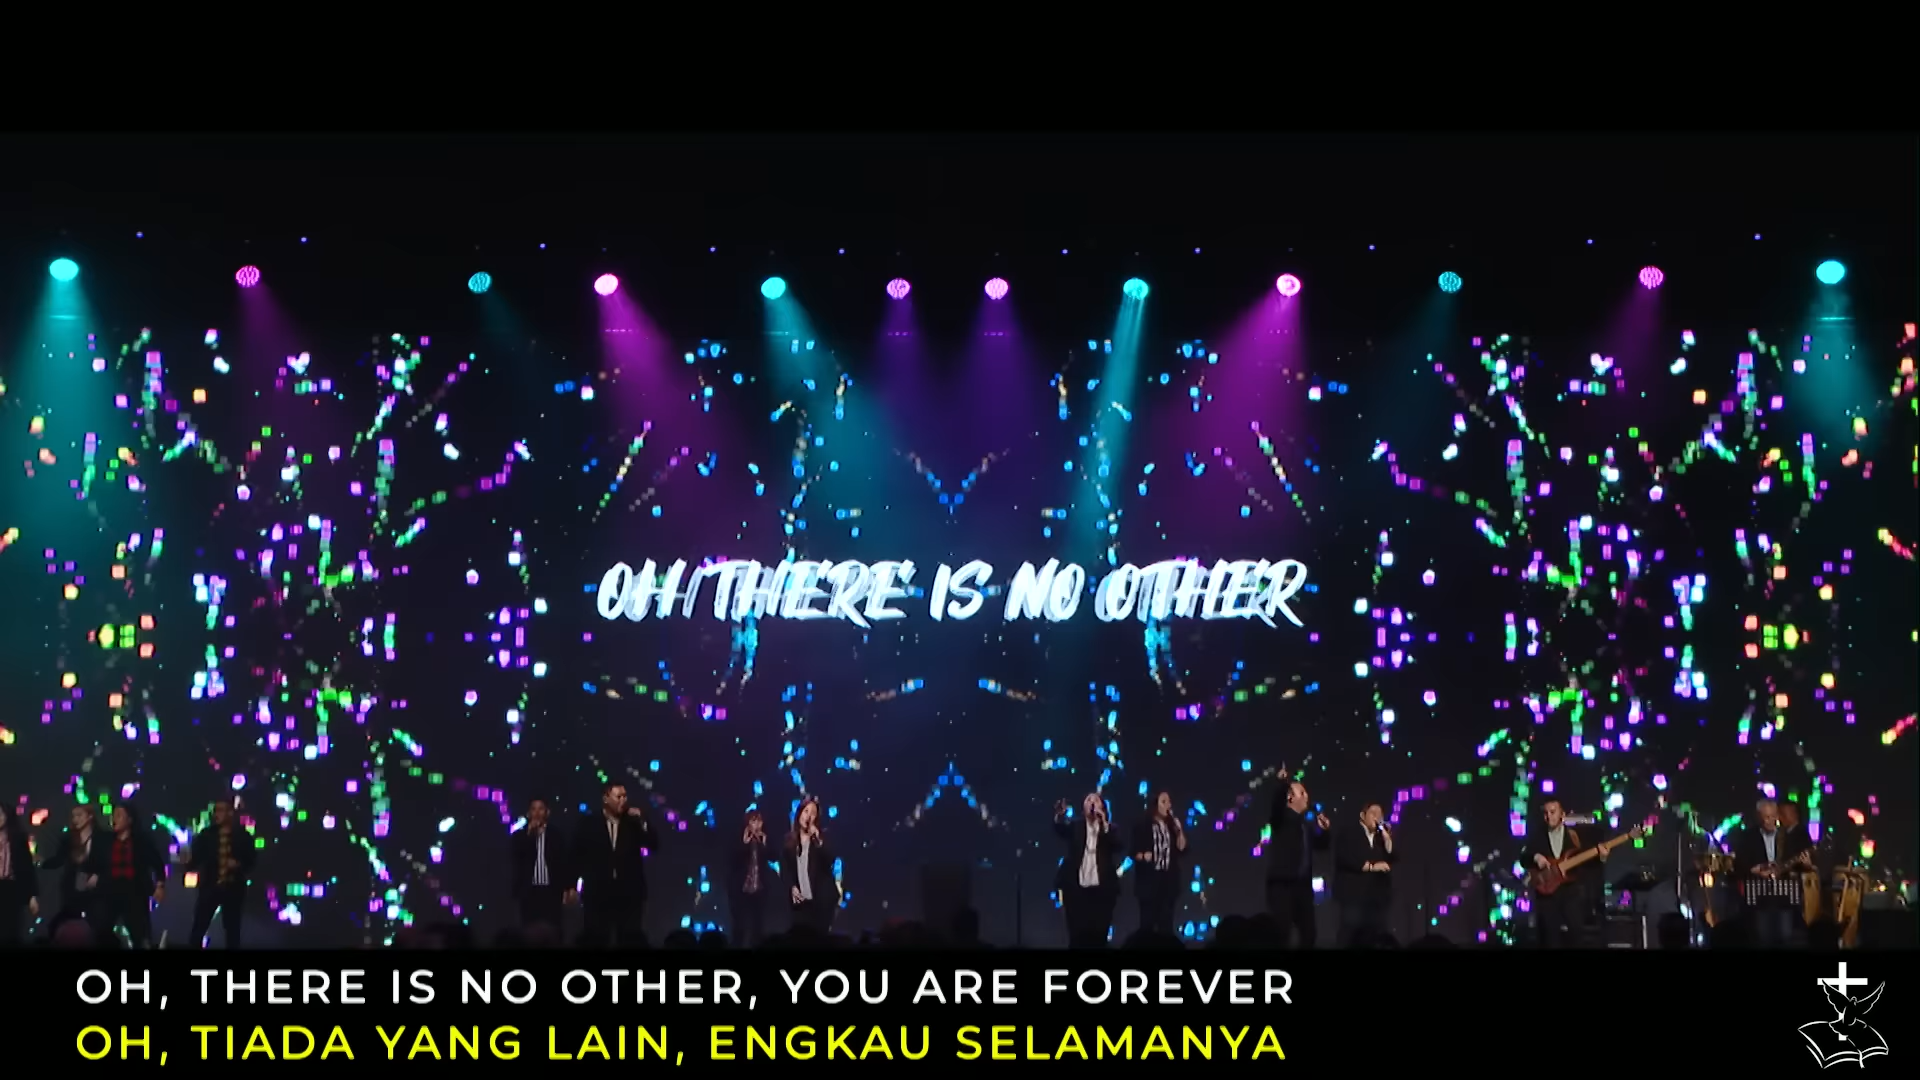 OH THERE IS NO OTHER
OH, THERE IS NO OTHER, YOU ARE FOREVER
OH, TIADA YANG LAIN, ENGKAU SELAMANYA